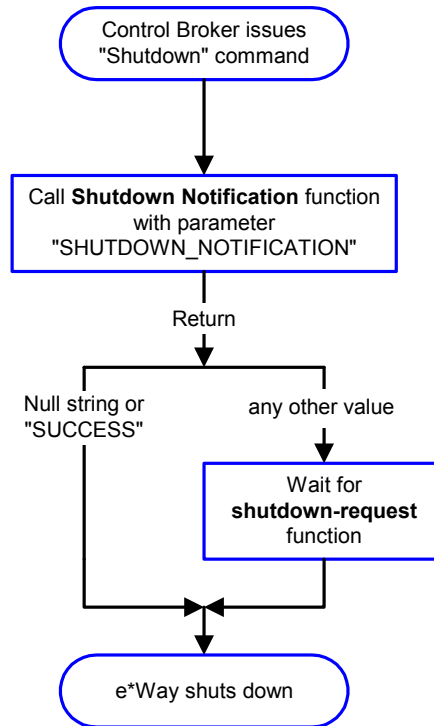 Control Broker issues
"Shutdown" command
Call Shutdown Notification function
with parameter
"SHUTDOWN_NOTIFICATION"
Return
Null string or
"SUCCESS"
any other value
Wait for
shutdown-request
function
e*Way shuts down